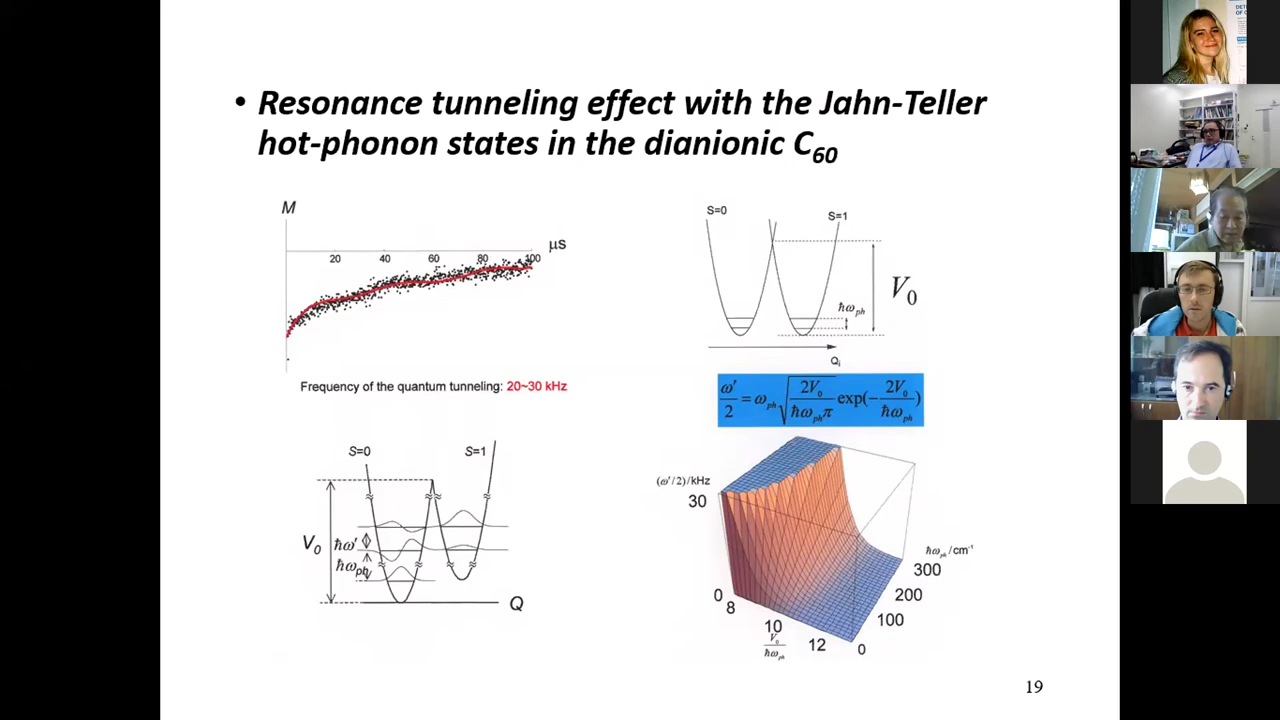 • Resonance tunneling effect with the Jahn-Teller
hot-phonon states in the dianionic C60
M
μS
20 40 60 80 100
Frequency of the quantum tunneling: 20~30 kHz
S=0 S=1
V0
ħωph
Qi
ω'/2 = ωph √(2V0/ħωphπ) exp(−2V0/ħωph)
S=0 S=1
V0
ħω'
ħωph
Q
(ω'/2)/kHz
30
0
8
10
12
V0/ħωph
0
100
200
300
ħωph/cm⁻¹
19